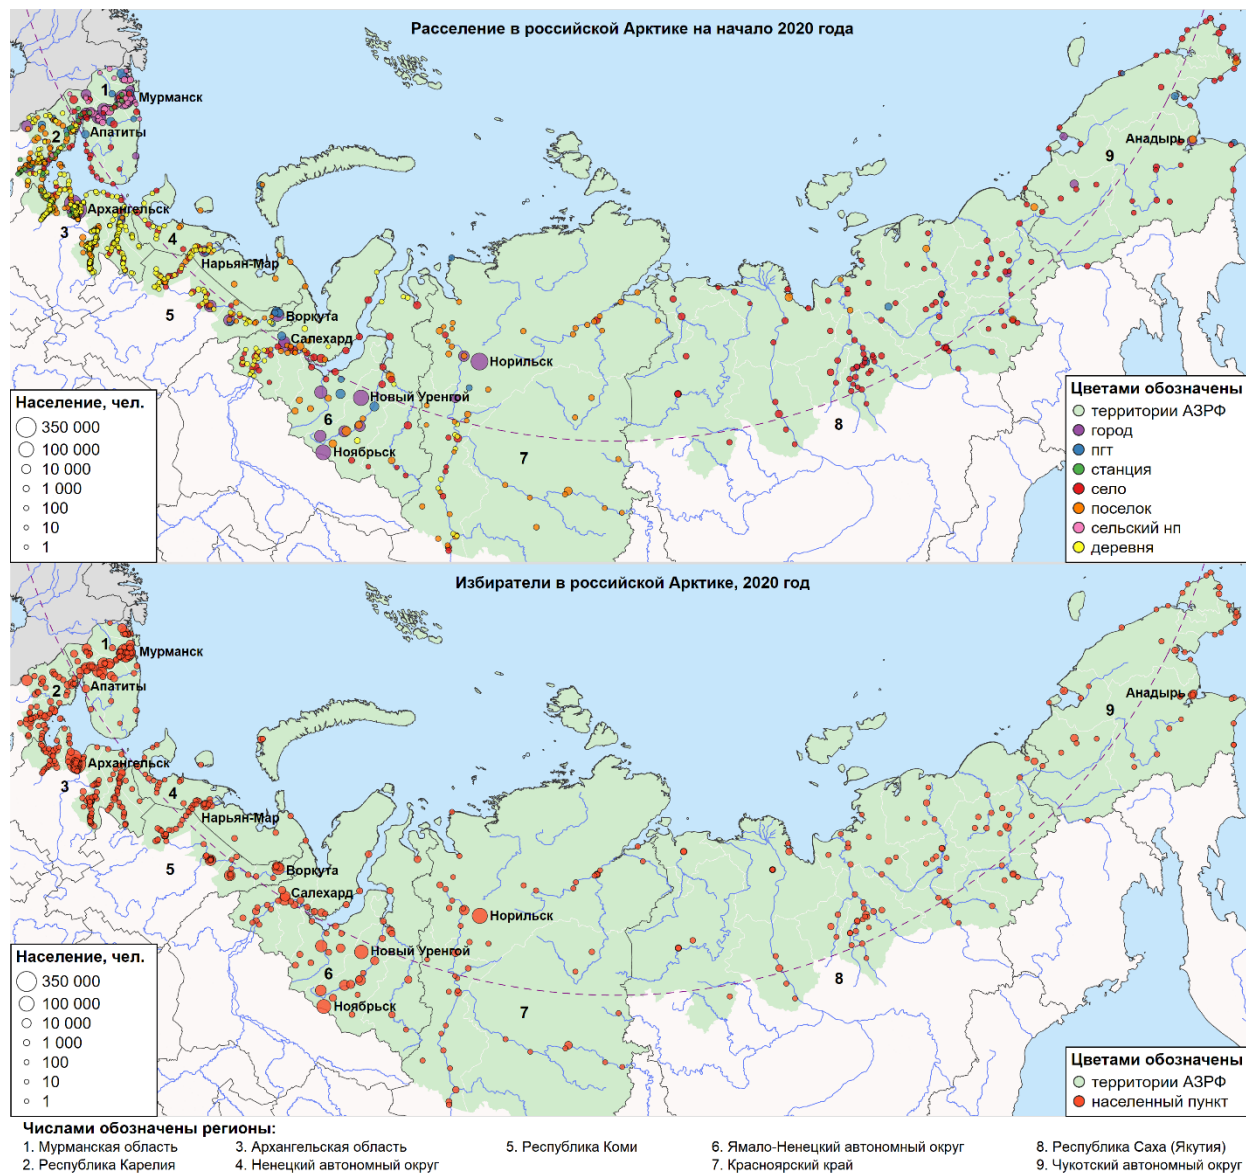 Расселение в российской Арктике на начало 2020 года
1
Мурманск
2
Апатиты
Анадырь
9
Архангельск
3
4
Нарьян-Мар
5
Воркута
Салехард
Норильск
Новый Уренгой
6
Ноябрьск
7
8
Население, чел.
350 000
100 000
10 000
1 000
100
10
1
Цветами обозначены
территории АЗРФ
город
пгт
станция
село
поселок
сельский нп
деревня
Избиратели в российской Арктике, 2020 год
1
Мурманск
2
Апатиты
Анадырь
9
Архангельск
3
4
Нарьян-Мар
5
Воркута
Салехард
Норильск
Новый Уренгой
6
Ноябрьск
7
8
Население, чел.
350 000
100 000
10 000
1 000
100
10
1
Цветами обозначены
территории АЗРФ
населенный пункт
Числами обозначены регионы:
1. Мурманская область
2. Республика Карелия
3. Архангельская область
4. Ненецкий автономный округ
5. Республика Коми
6. Ямало-Ненецкий автономный округ
7. Красноярский край
8. Республика Саха (Якутия)
9. Чукотский автономный округ